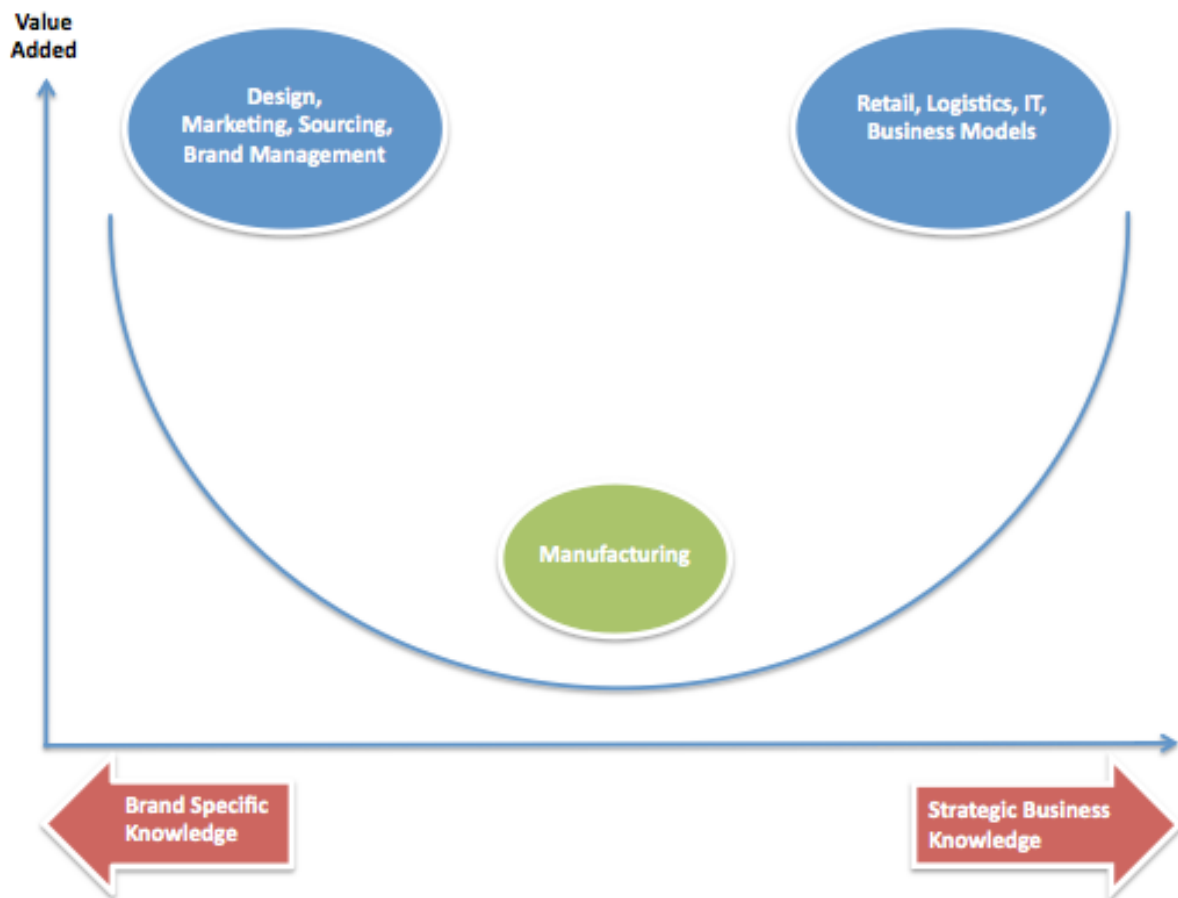 Value
Added
Design,
Marketing, Sourcing,
Brand Management
Retail, Logistics, IT,
Business Models
Manufacturing
Brand Specific
Knowledge
Strategic Business
Knowledge